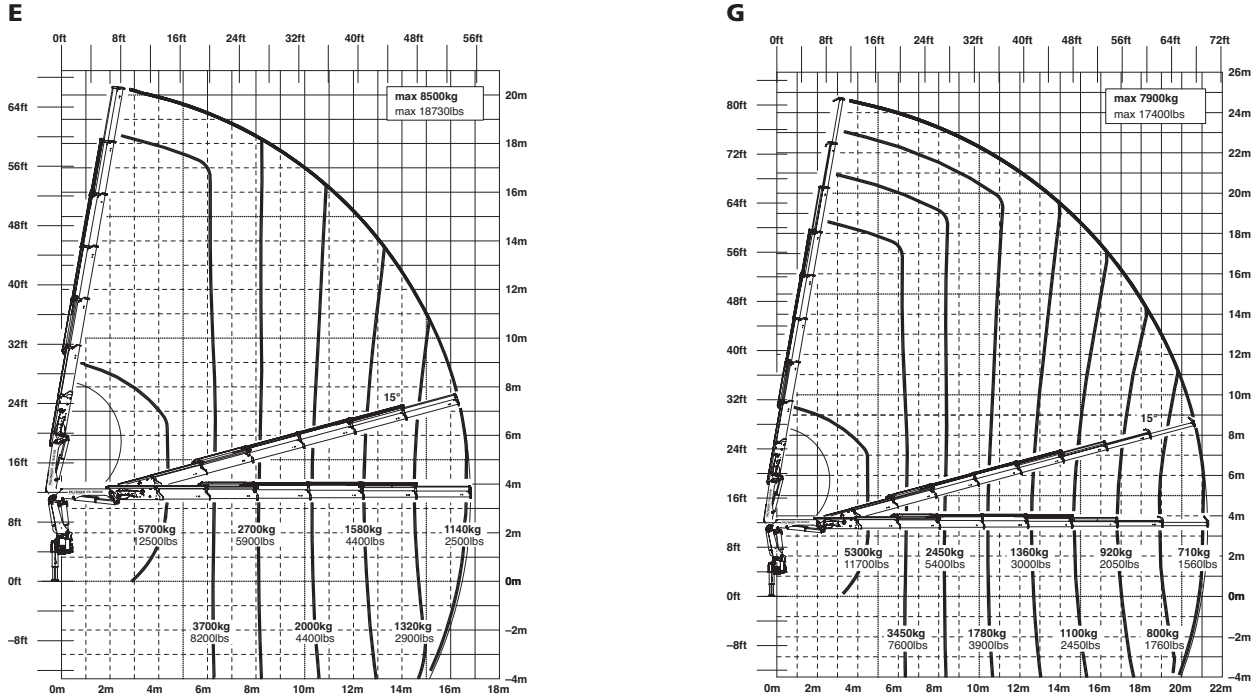 E
0ft 8ft 16ft 24ft 32ft 40ft 48ft 56ft
max 8500kg
max 18730lbs
64ft
56ft
48ft
40ft
32ft
24ft
16ft
8ft
0ft
–8ft
20m
18m
16m
14m
12m
10m
8m
6m
4m
2m
0m
–2m
–4m
15°
5700kg
12500lbs
2700kg
5900lbs
1580kg
4400lbs
1140kg
2500lbs
3700kg
8200lbs
2000kg
4400lbs
1320kg
2900lbs
0m 2m 4m 6m 8m 10m 12m 14m 16m 18m
G
0ft 8ft 16ft 24ft 32ft 40ft 48ft 56ft 64ft 72ft
max 7900kg
max 17400lbs
80ft
72ft
64ft
56ft
48ft
40ft
32ft
24ft
16ft
8ft
0ft
–8ft
26m
24m
22m
20m
18m
16m
14m
12m
10m
8m
6m
4m
2m
0m
–2m
–4m
15°
5300kg
11700lbs
2450kg
5400lbs
1360kg
3000lbs
920kg
2050lbs
710kg
1560lbs
3450kg
7600lbs
1780kg
3900lbs
1100kg
2450lbs
800kg
1760lbs
0m 2m 4m 6m 8m 10m 12m 14m 16m 18m 20m 22m